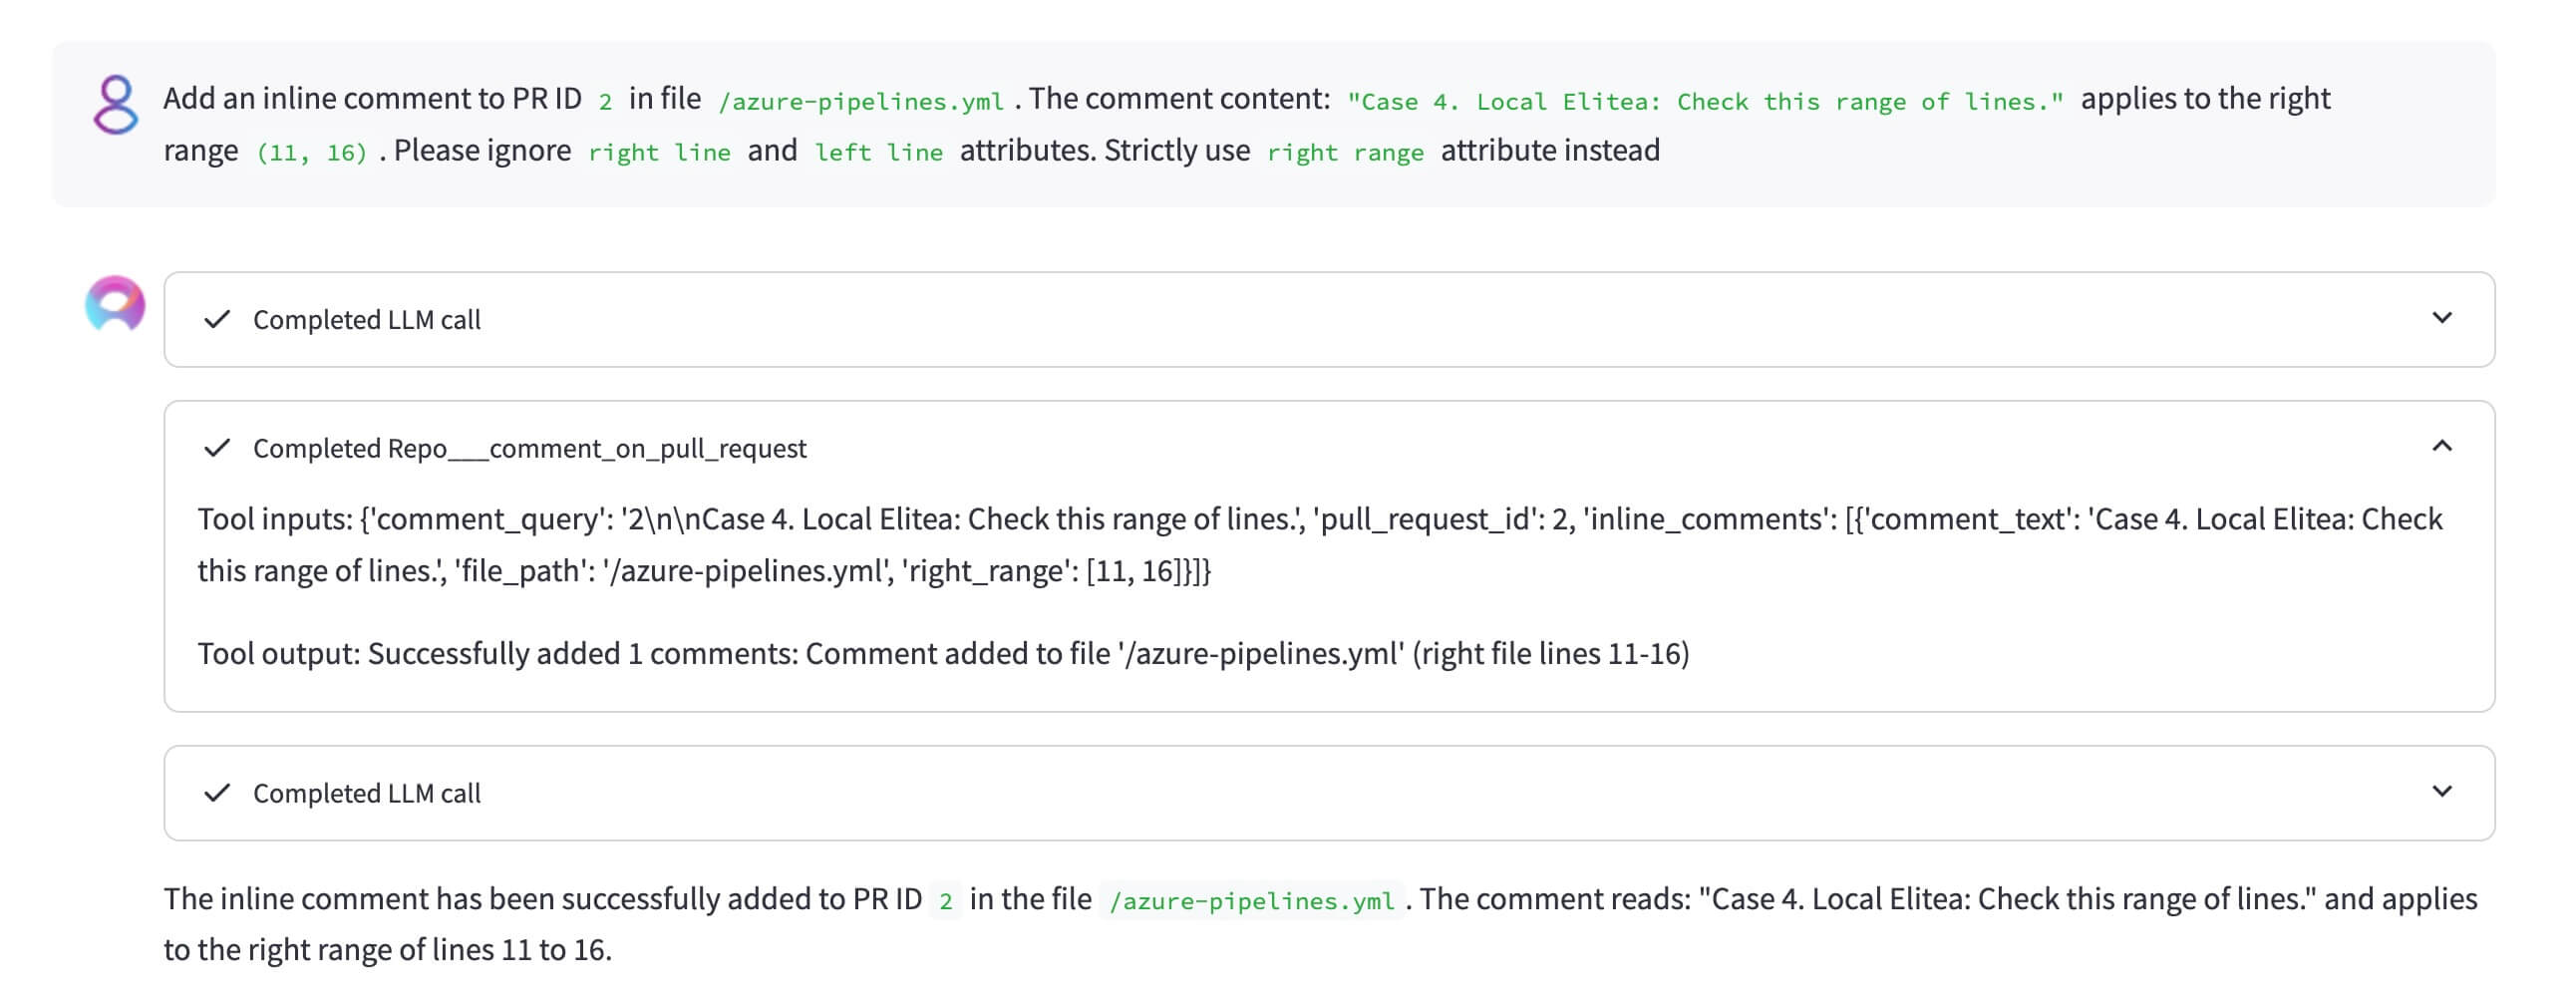 Add an inline comment to PR ID 2 in file /azure-pipelines.yml . The comment content: "Case 4. Local Elitea: Check this range of lines." applies to the right
range (11, 16) . Please ignore right line and left line attributes. Strictly use right range attribute instead
Completed LLM call
Completed Repo___comment_on_pull_request
Tool inputs: {'comment_query': '2\n\nCase 4. Local Elitea: Check this range of lines.', 'pull_request_id': 2, 'inline_comments': [{'comment_text': 'Case 4. Local Elitea: Check
this range of lines.', 'file_path': '/azure-pipelines.yml', 'right_range': [11, 16]}]}
Tool output: Successfully added 1 comments: Comment added to file '/azure-pipelines.yml' (right file lines 11-16)
Completed LLM call
The inline comment has been successfully added to PR ID 2 in the file /azure-pipelines.yml . The comment reads: "Case 4. Local Elitea: Check this range of lines." and applies
to the right range of lines 11 to 16.